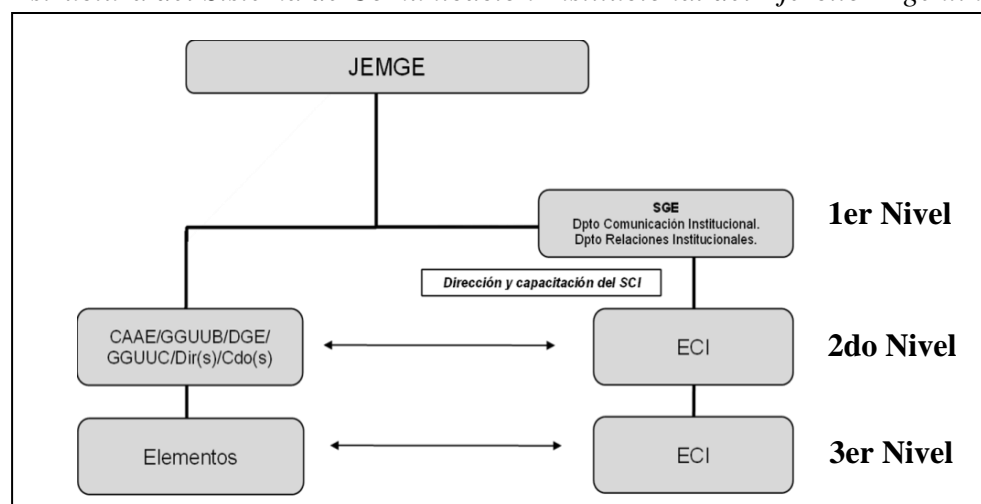 JEMGE
SGE
Dpto Comunicación Institucional.
Dpto Relaciones Institucionales.
1er Nivel
Dirección y capacitación del SCI
CAAE/GGUUB/DGE/
GGUUC/Dir(s)/Cdo(s)
ECI
2do Nivel
Elementos
ECI
3er Nivel